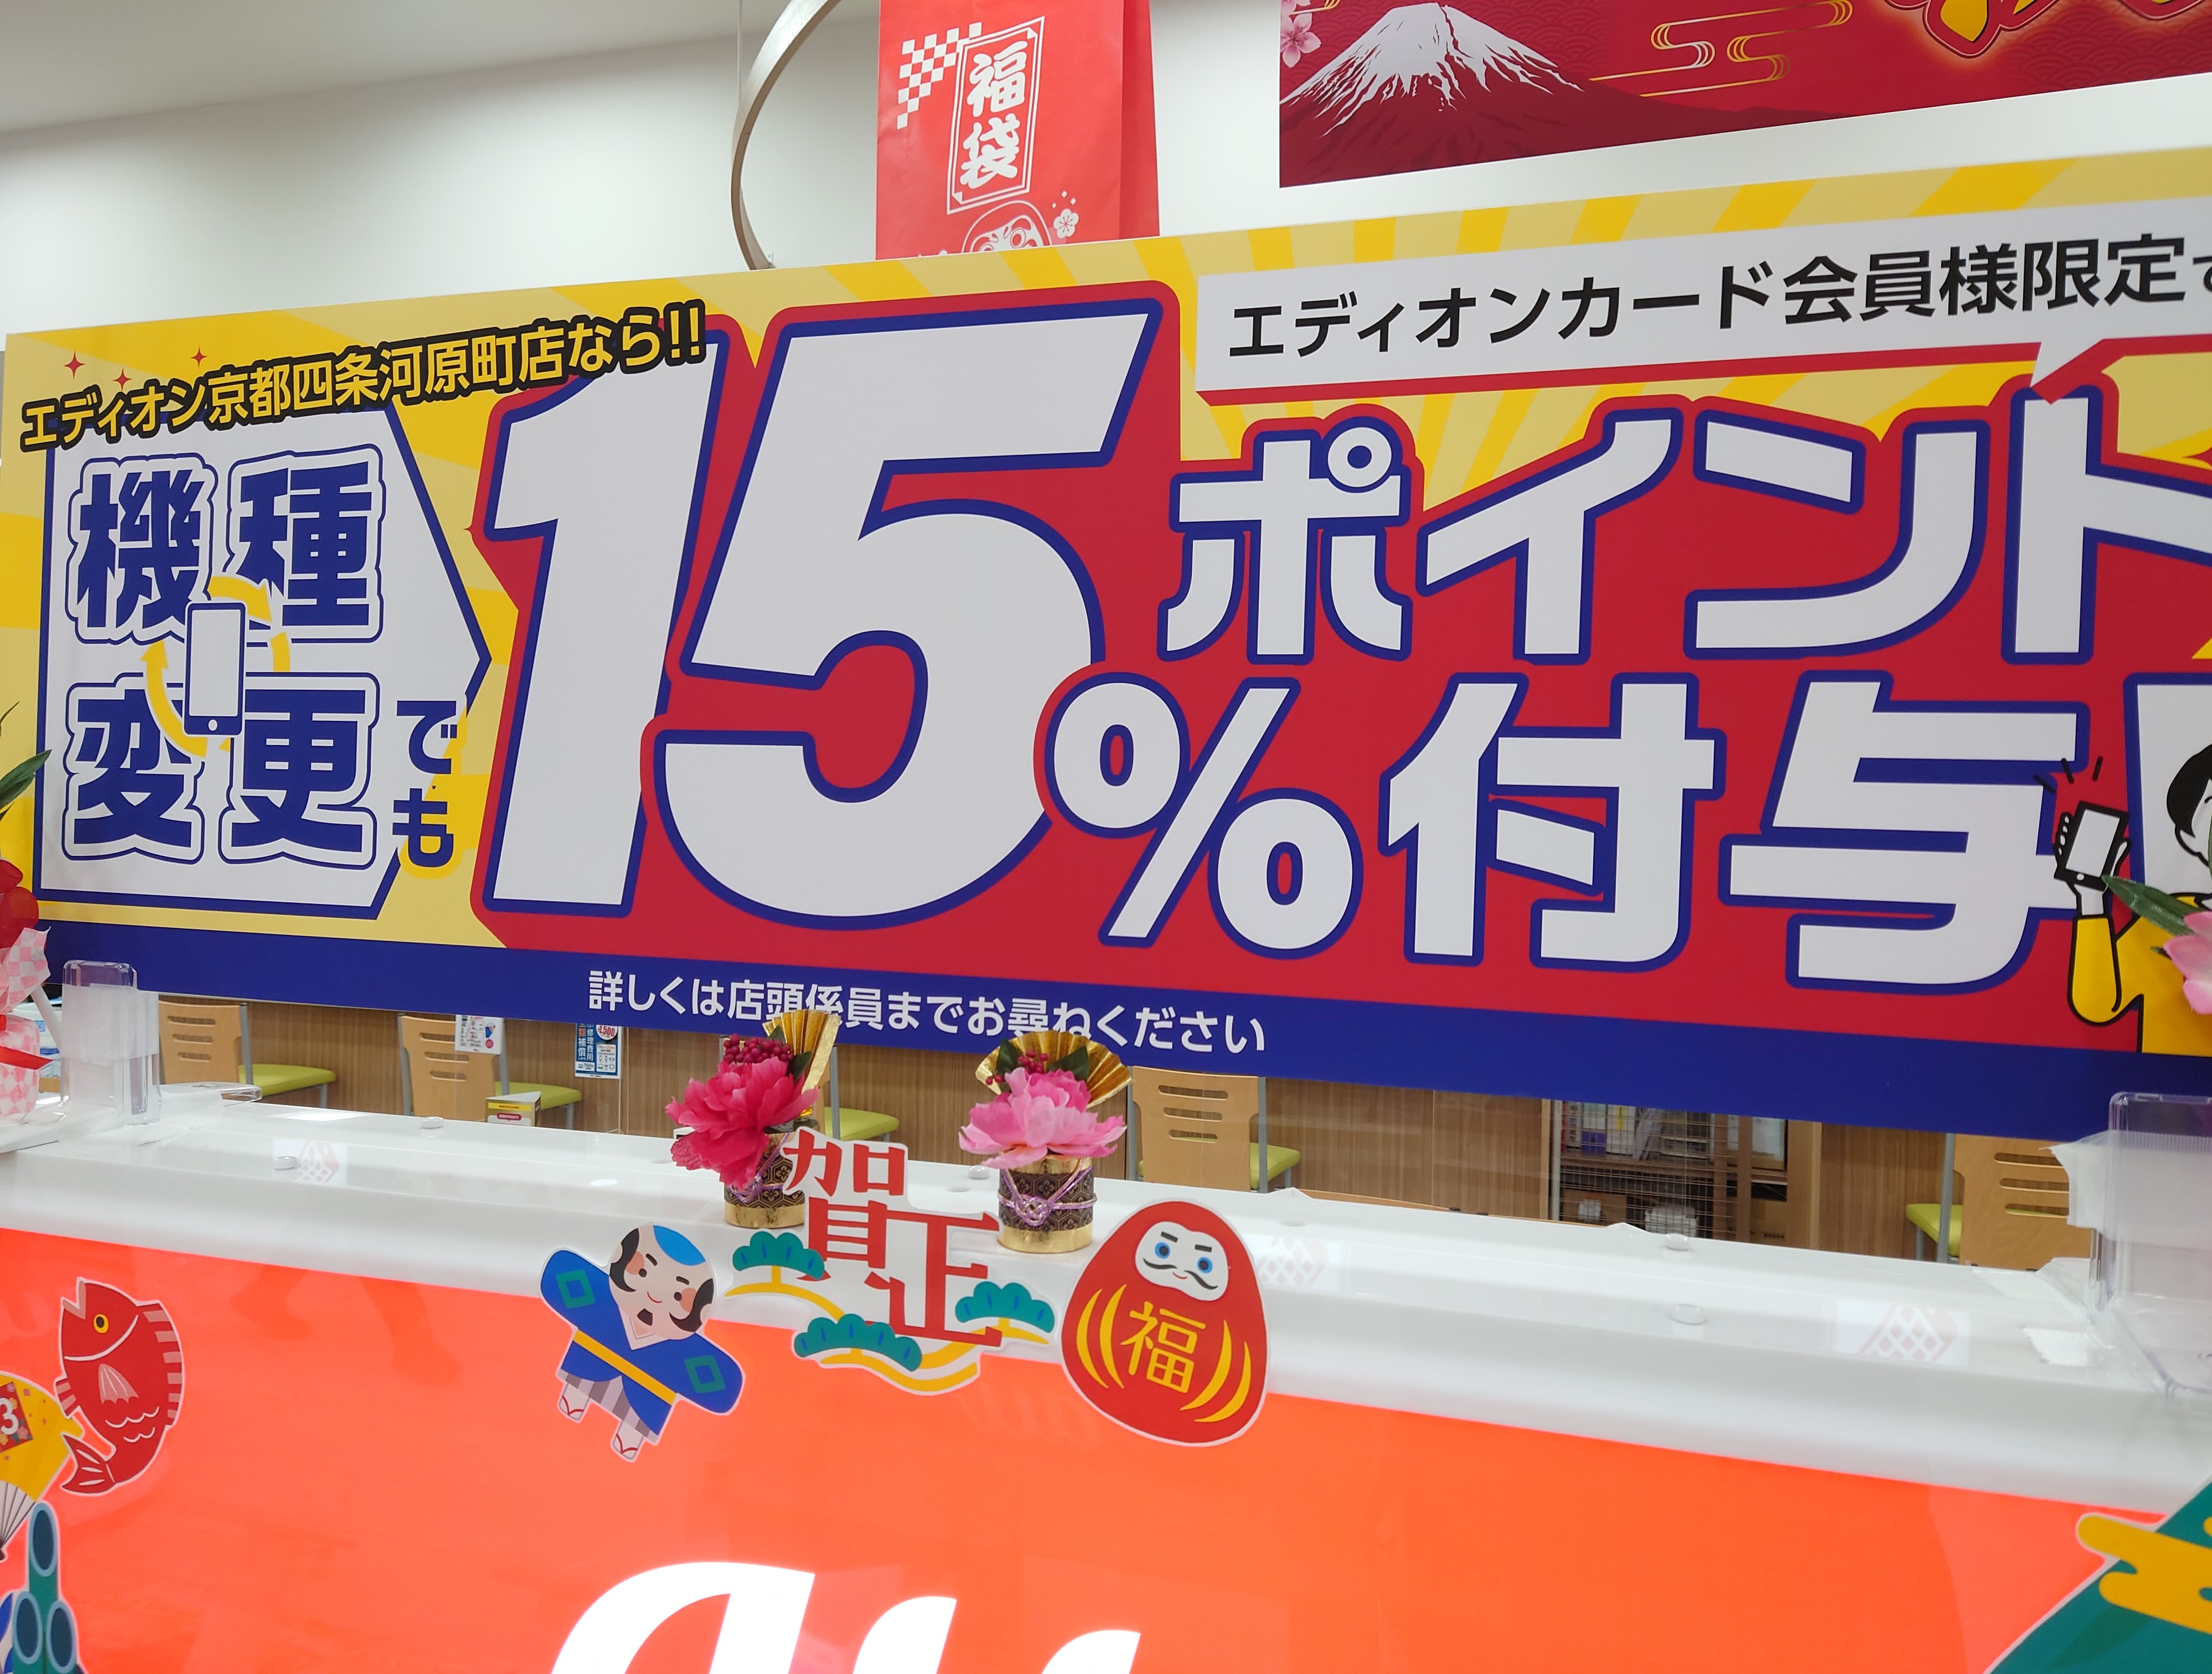 福袋
エディオン京都四条河原町店なら!!
エディオンカード会員様限定
機種
変更でも
15%
ポイント
付与
詳しくは店頭係員までお尋ねください
賀正
福
au